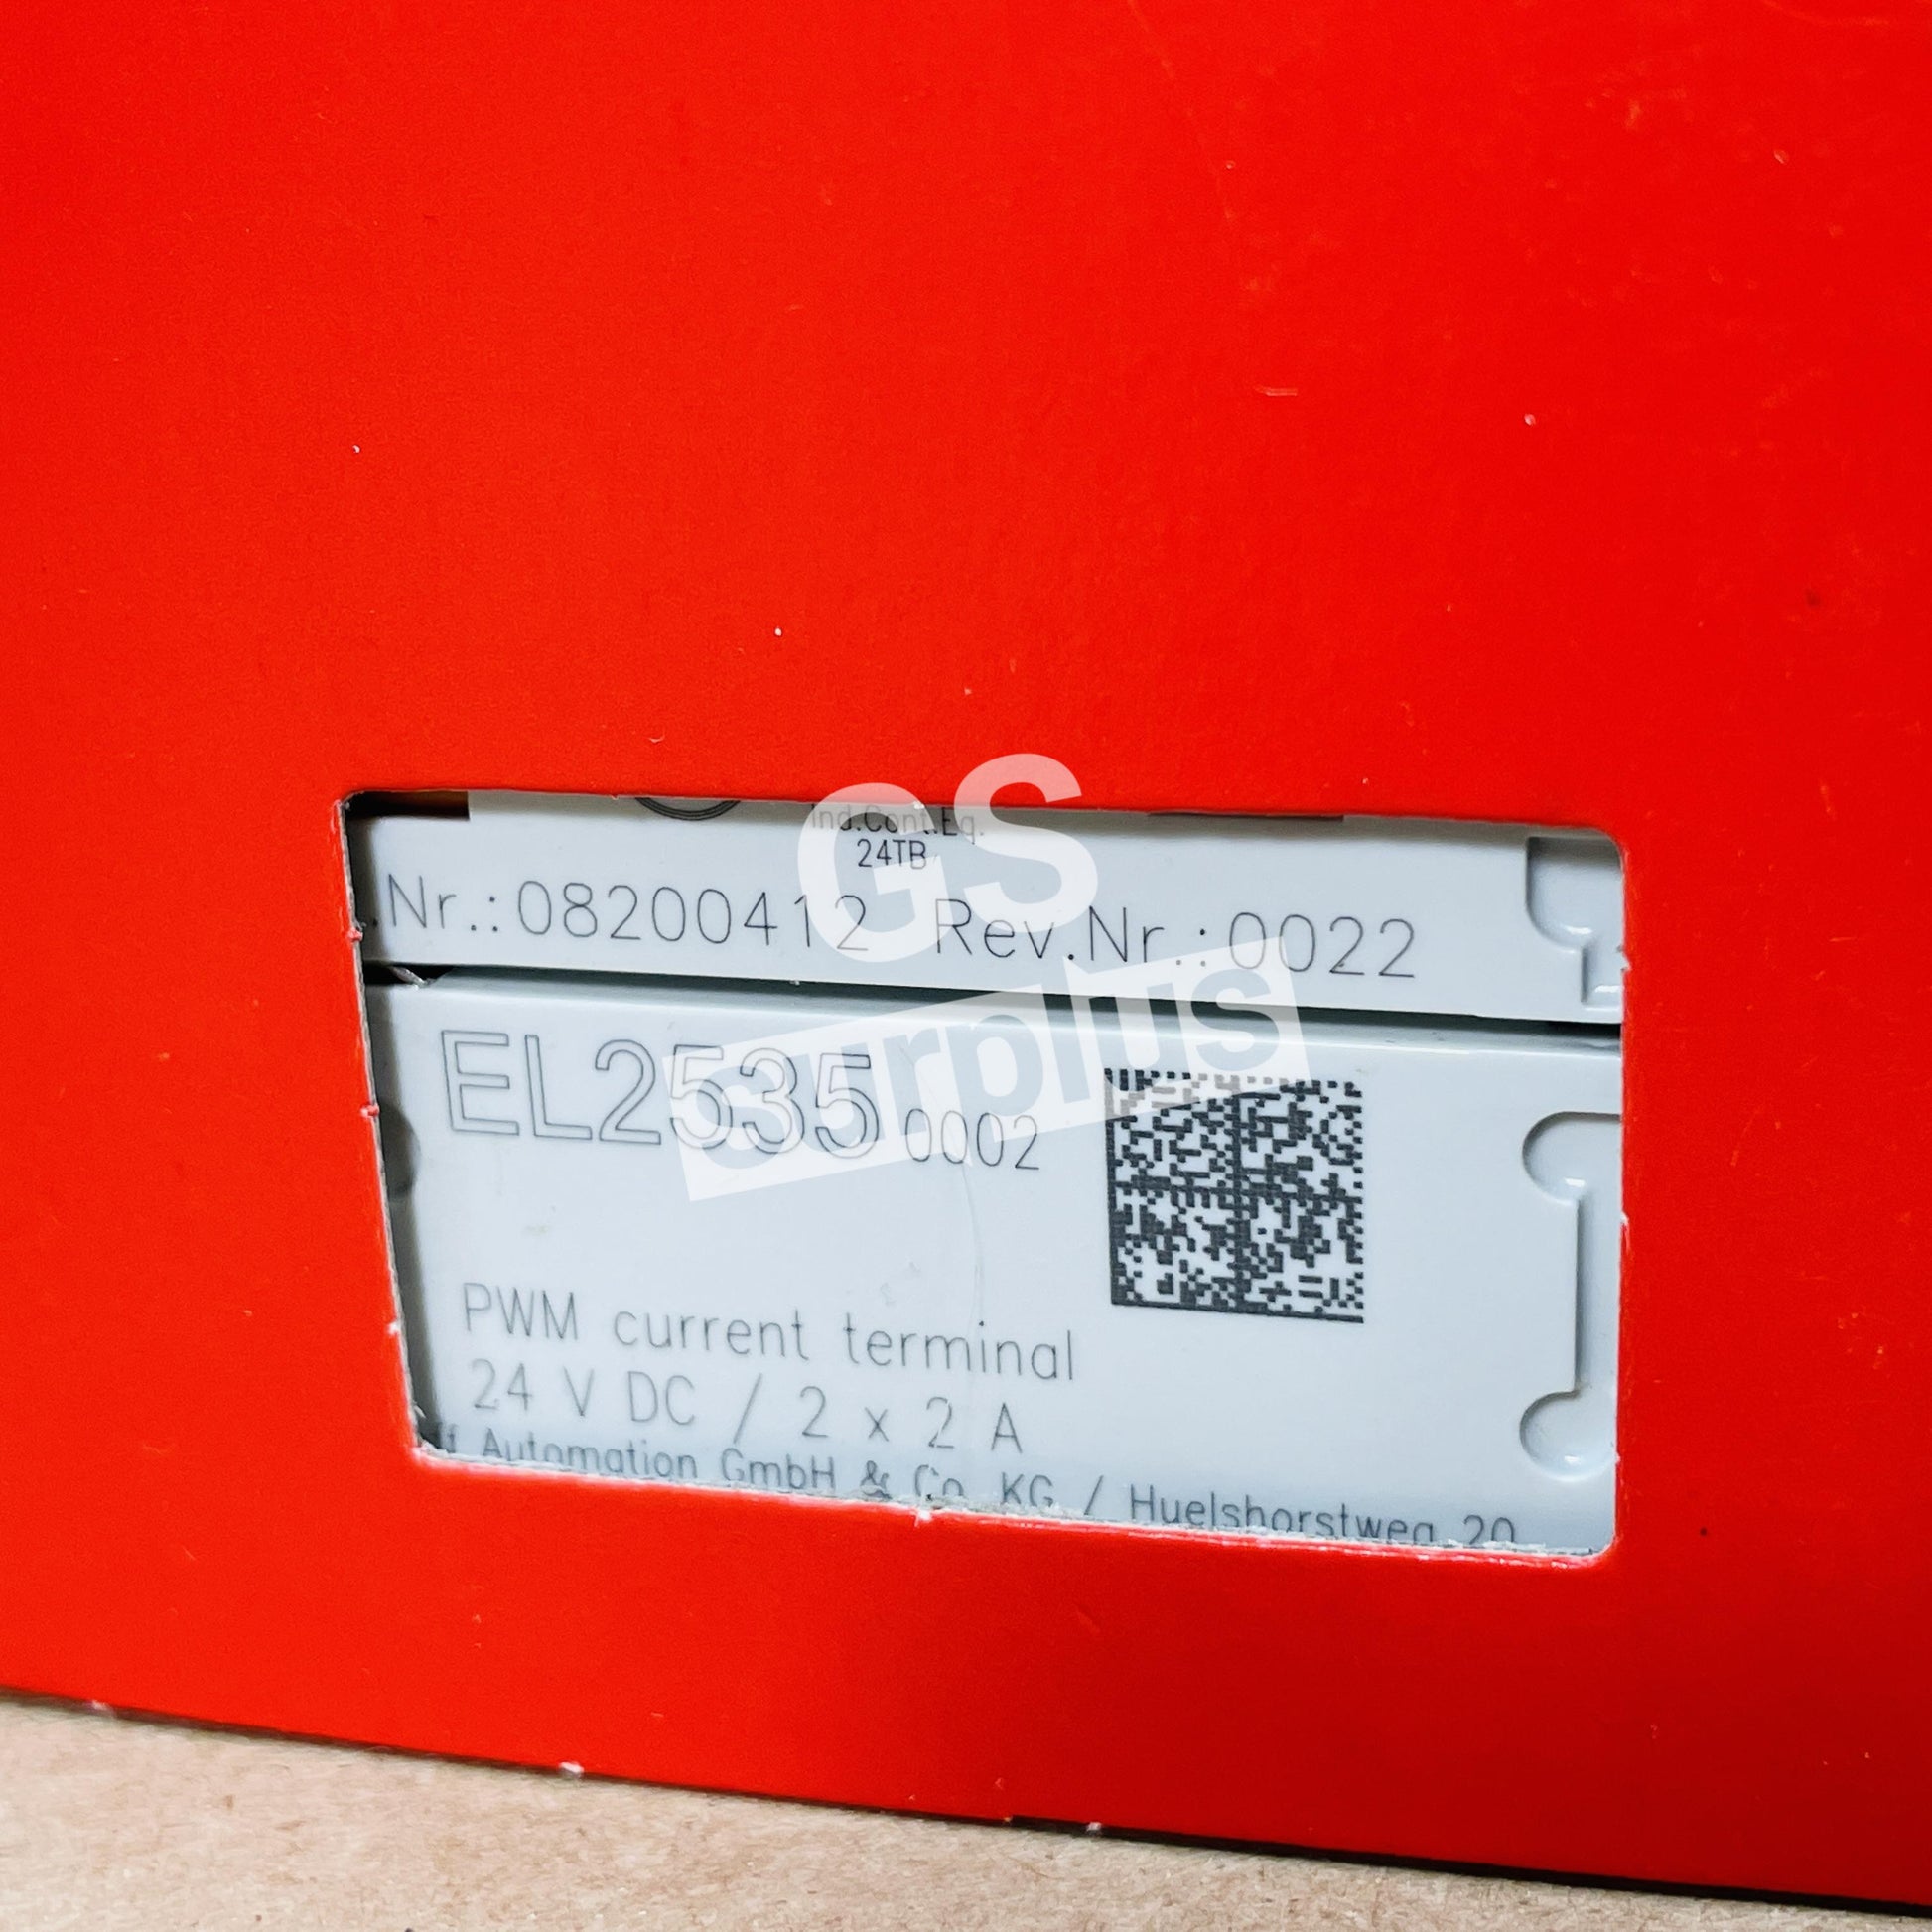 GS
surplus
Ind.Cont.Eq.
24TB
.Nr.:08200412 Rev.Nr.:0022
EL2535 0002
PWM current terminal
24 V DC / 2 x 2 A
Automation GmbH & Co. KG / Huelshorstweg 20